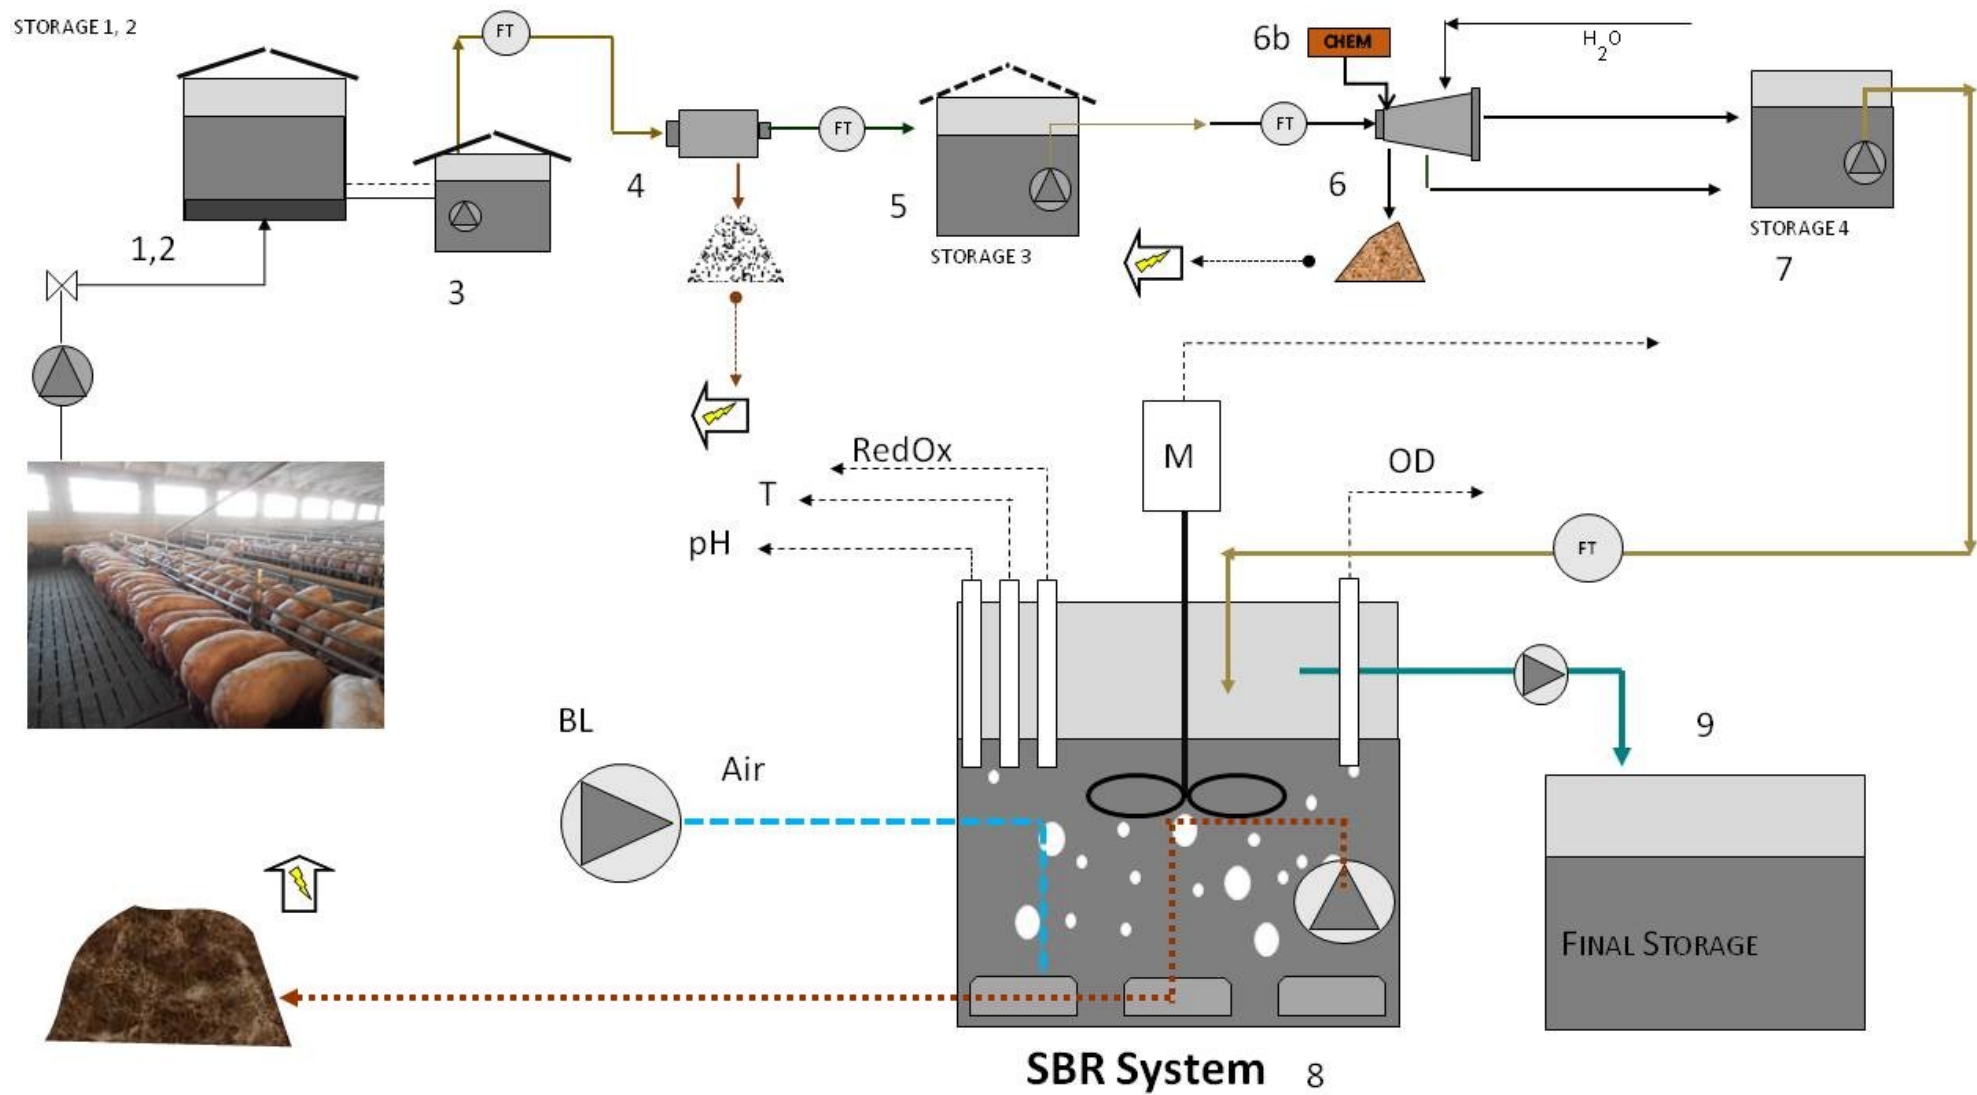 STORAGE 1, 2
FT
6b
CHEM
H2O
FT
FT
4
5
6
1,2
3
STORAGE 3
STORAGE 4
7
RedOx
M
OD
T
pH
FT
BL
9
Air
FINAL STORAGE
SBR System
8